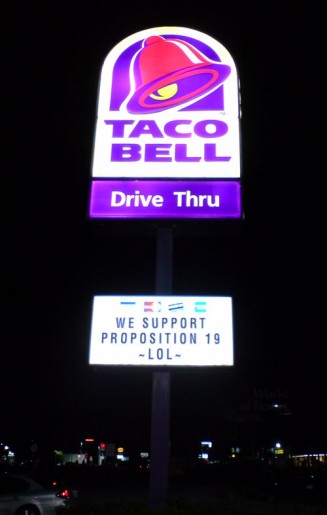 TACO
BELL
Drive Thru
WE SUPPORT
PROPOSITION 19
~LOL~